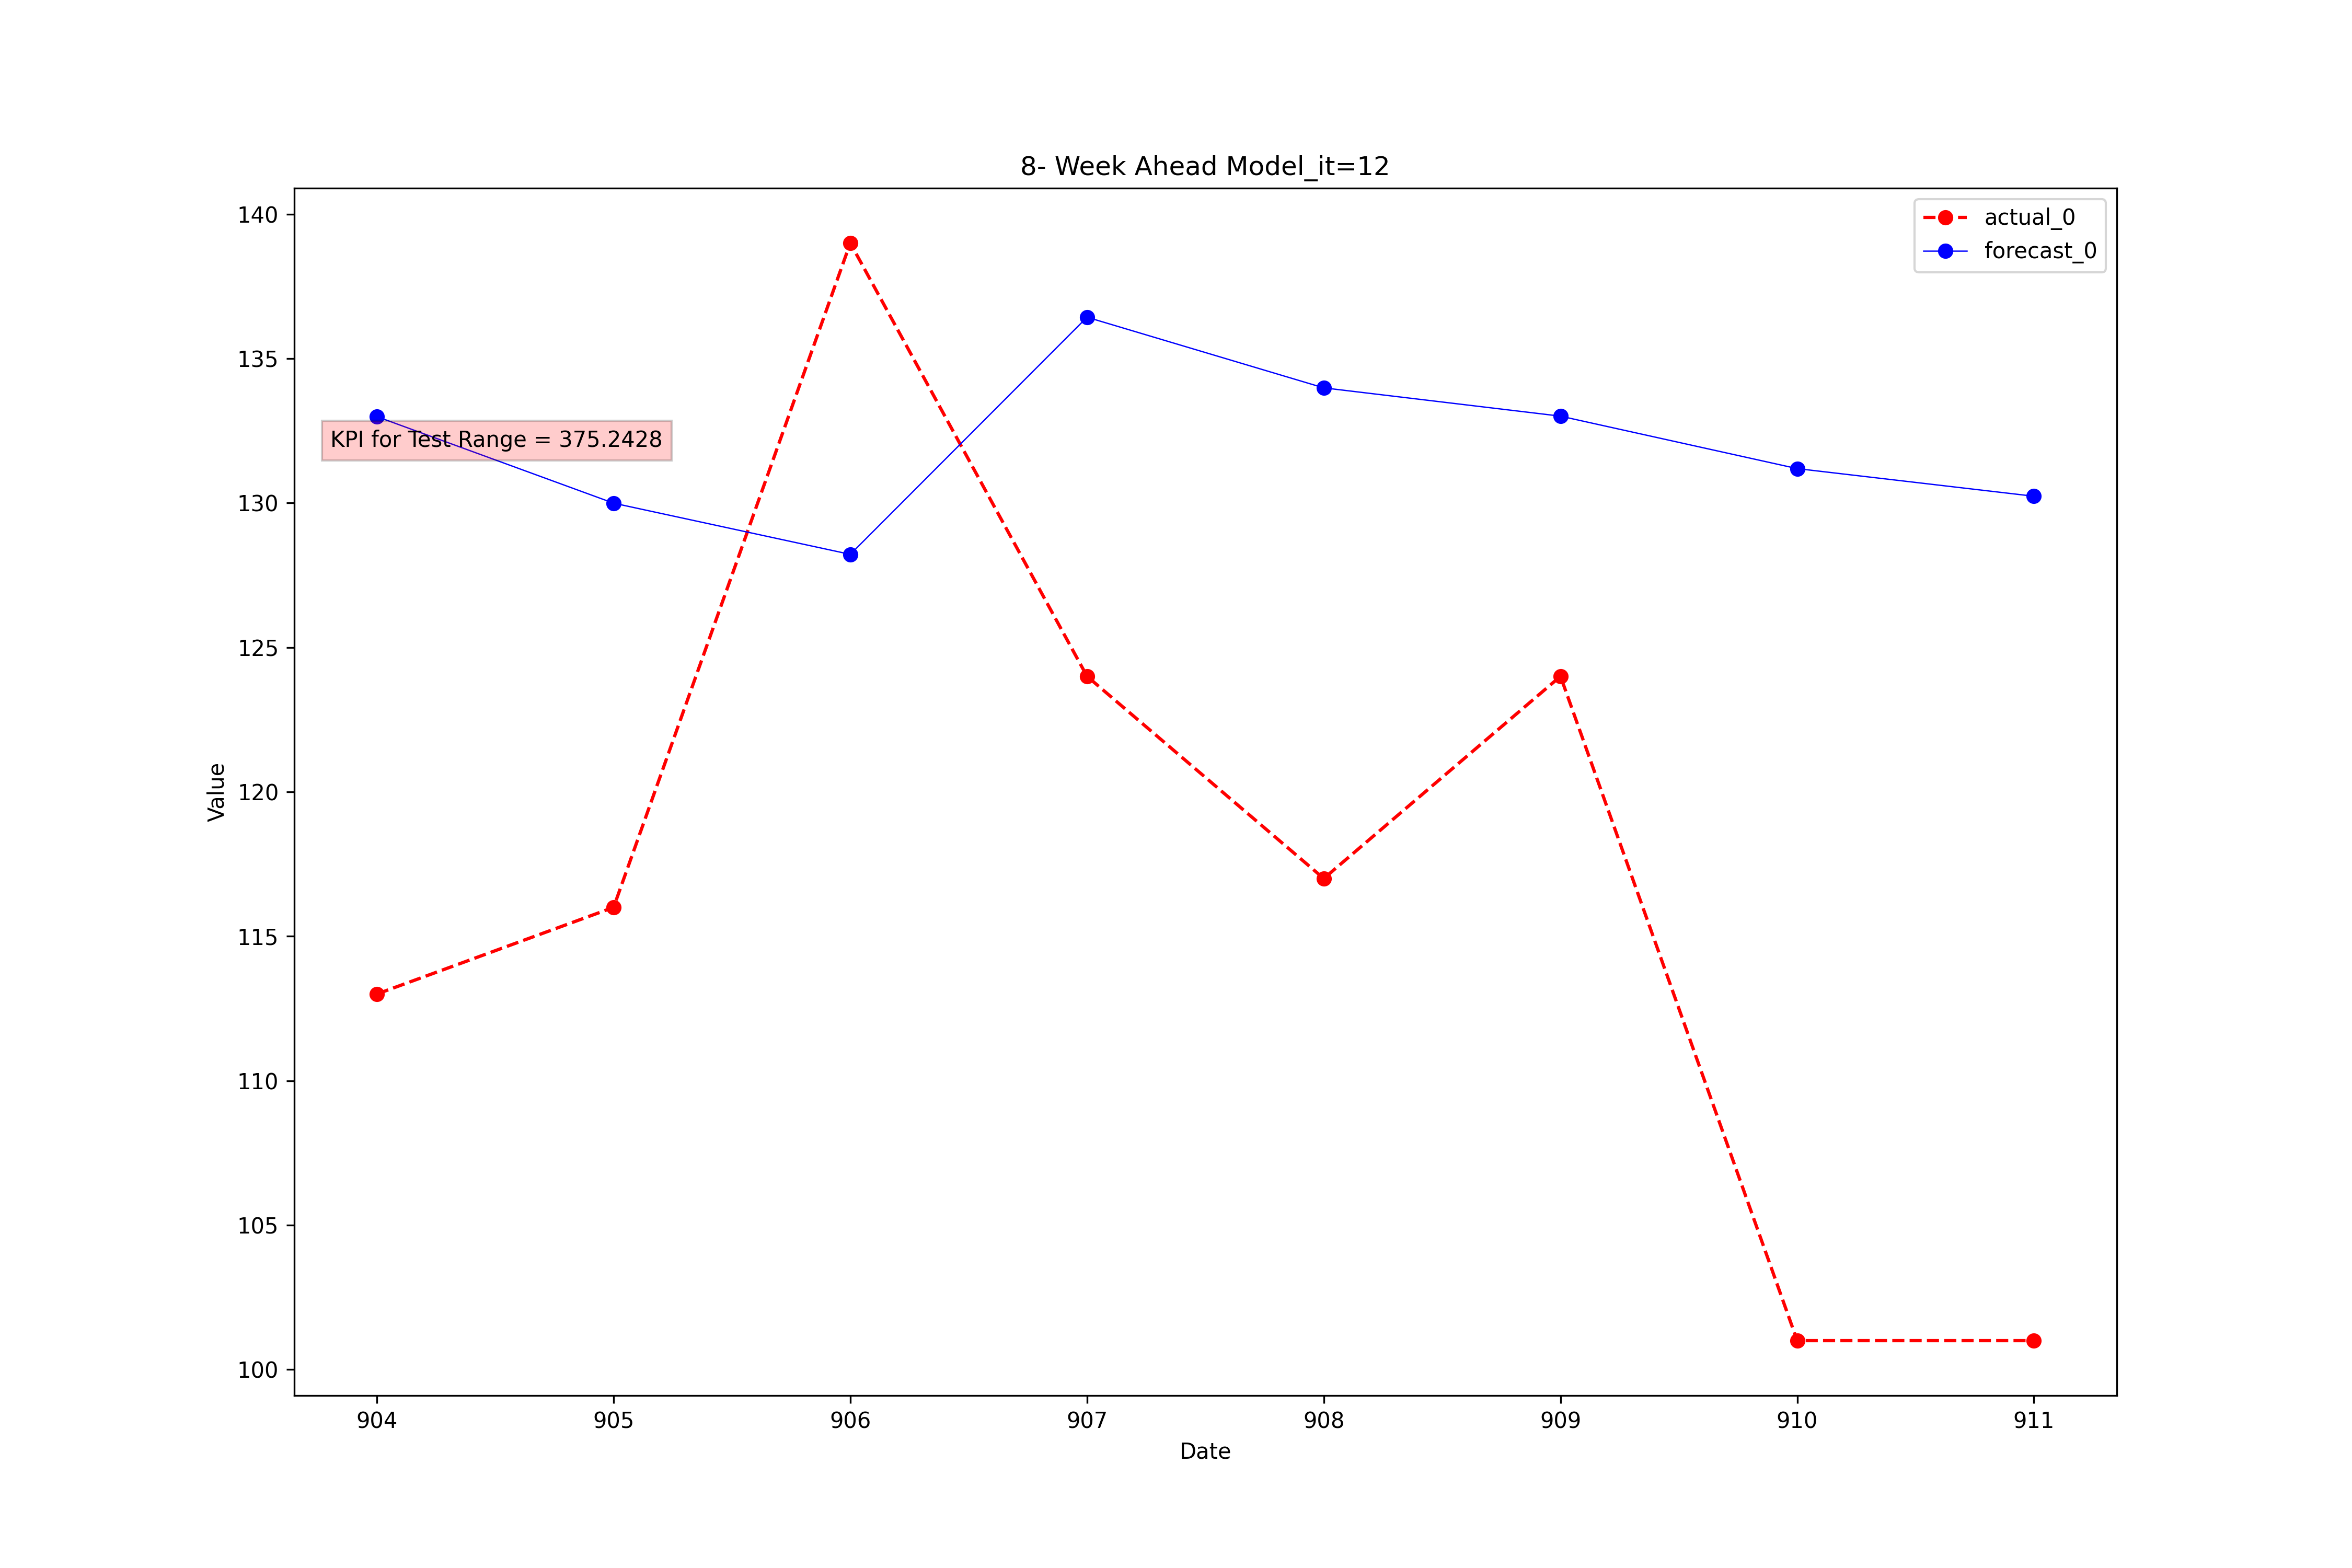 8- Week Ahead Model_it=12
actual_0
forecast_0
KPI for Test Range = 375.2428
Value
140
135
130
125
120
115
110
105
100
904 905 906 907 908 909 910 911
Date